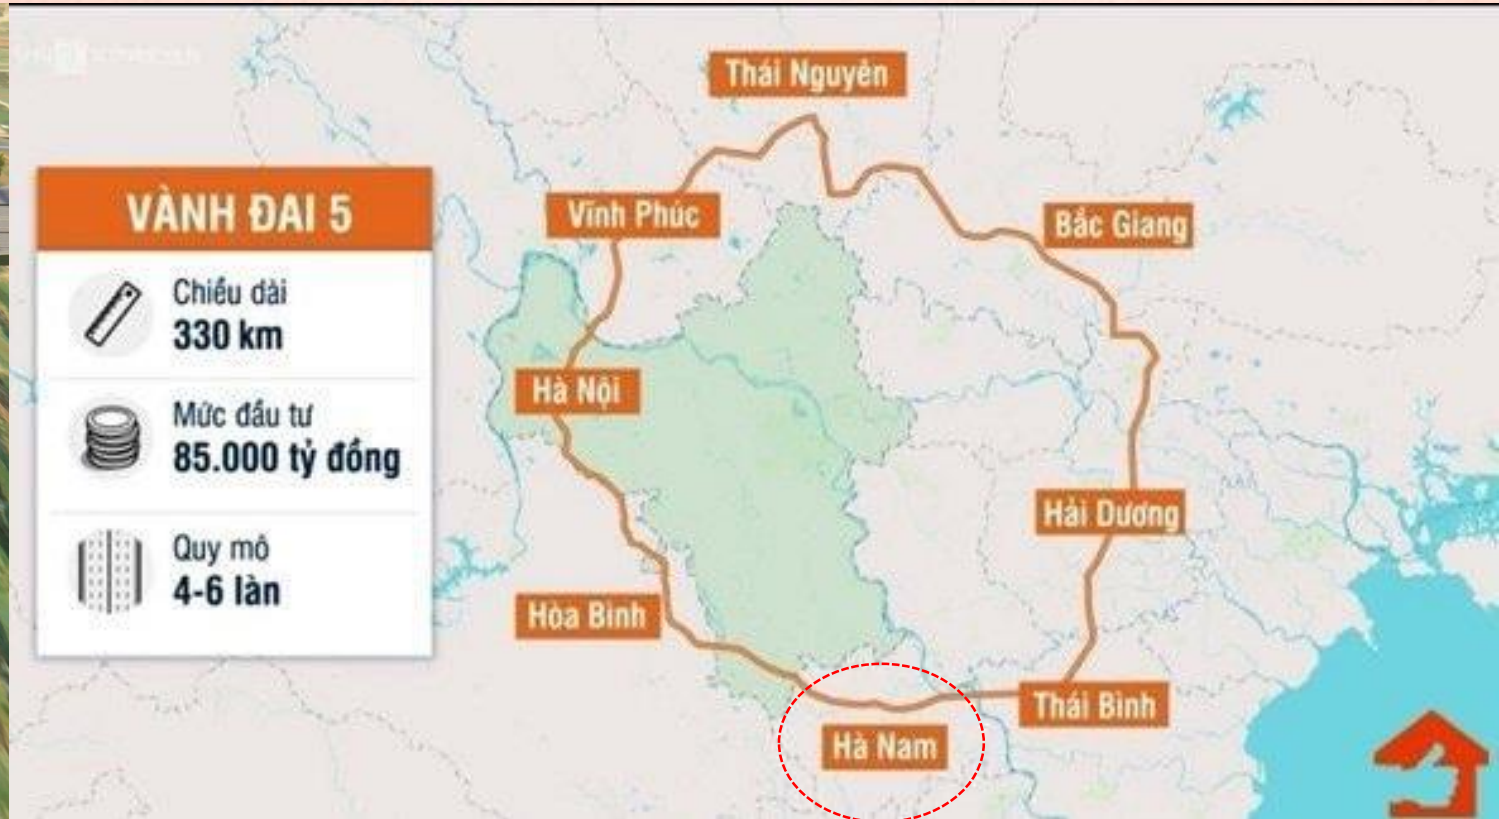 Thái Nguyên
VÀNH ĐAI 5
Vĩnh Phúc
Bắc Giang
Chiều dài
330 km
Hà Nội
Mức đầu tư
85.000 tỷ đồng
Hải Dương
Quy mô
4-6 làn
Hòa Bình
Thái Bình
Hà Nam